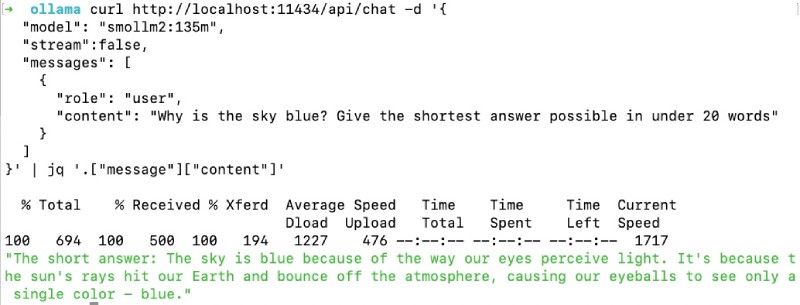 → ollama curl http://localhost:11434/api/chat -d '{
  "model": "smollm2:135m",
  "stream":false,
  "messages": [
    {
      "role": "user",
      "content": "Why is the sky blue? Give the shortest answer possible in under 20 words"
    }
  ]
}' | jq '.["message"]["content"]'
  % Total    % Received % Xferd  Average Speed   Time    Time     Time  Current
                                 Dload  Upload   Total   Spent    Left  Speed
100   694  100   500  100   194   1227    476 --:--:-- --:--:-- --:--:--  1717
"The short answer: The sky is blue because of the way our eyes perceive light. It's because t
he sun's rays hit our Earth and bounce off the atmosphere, causing our eyeballs to see only a
 single color – blue."